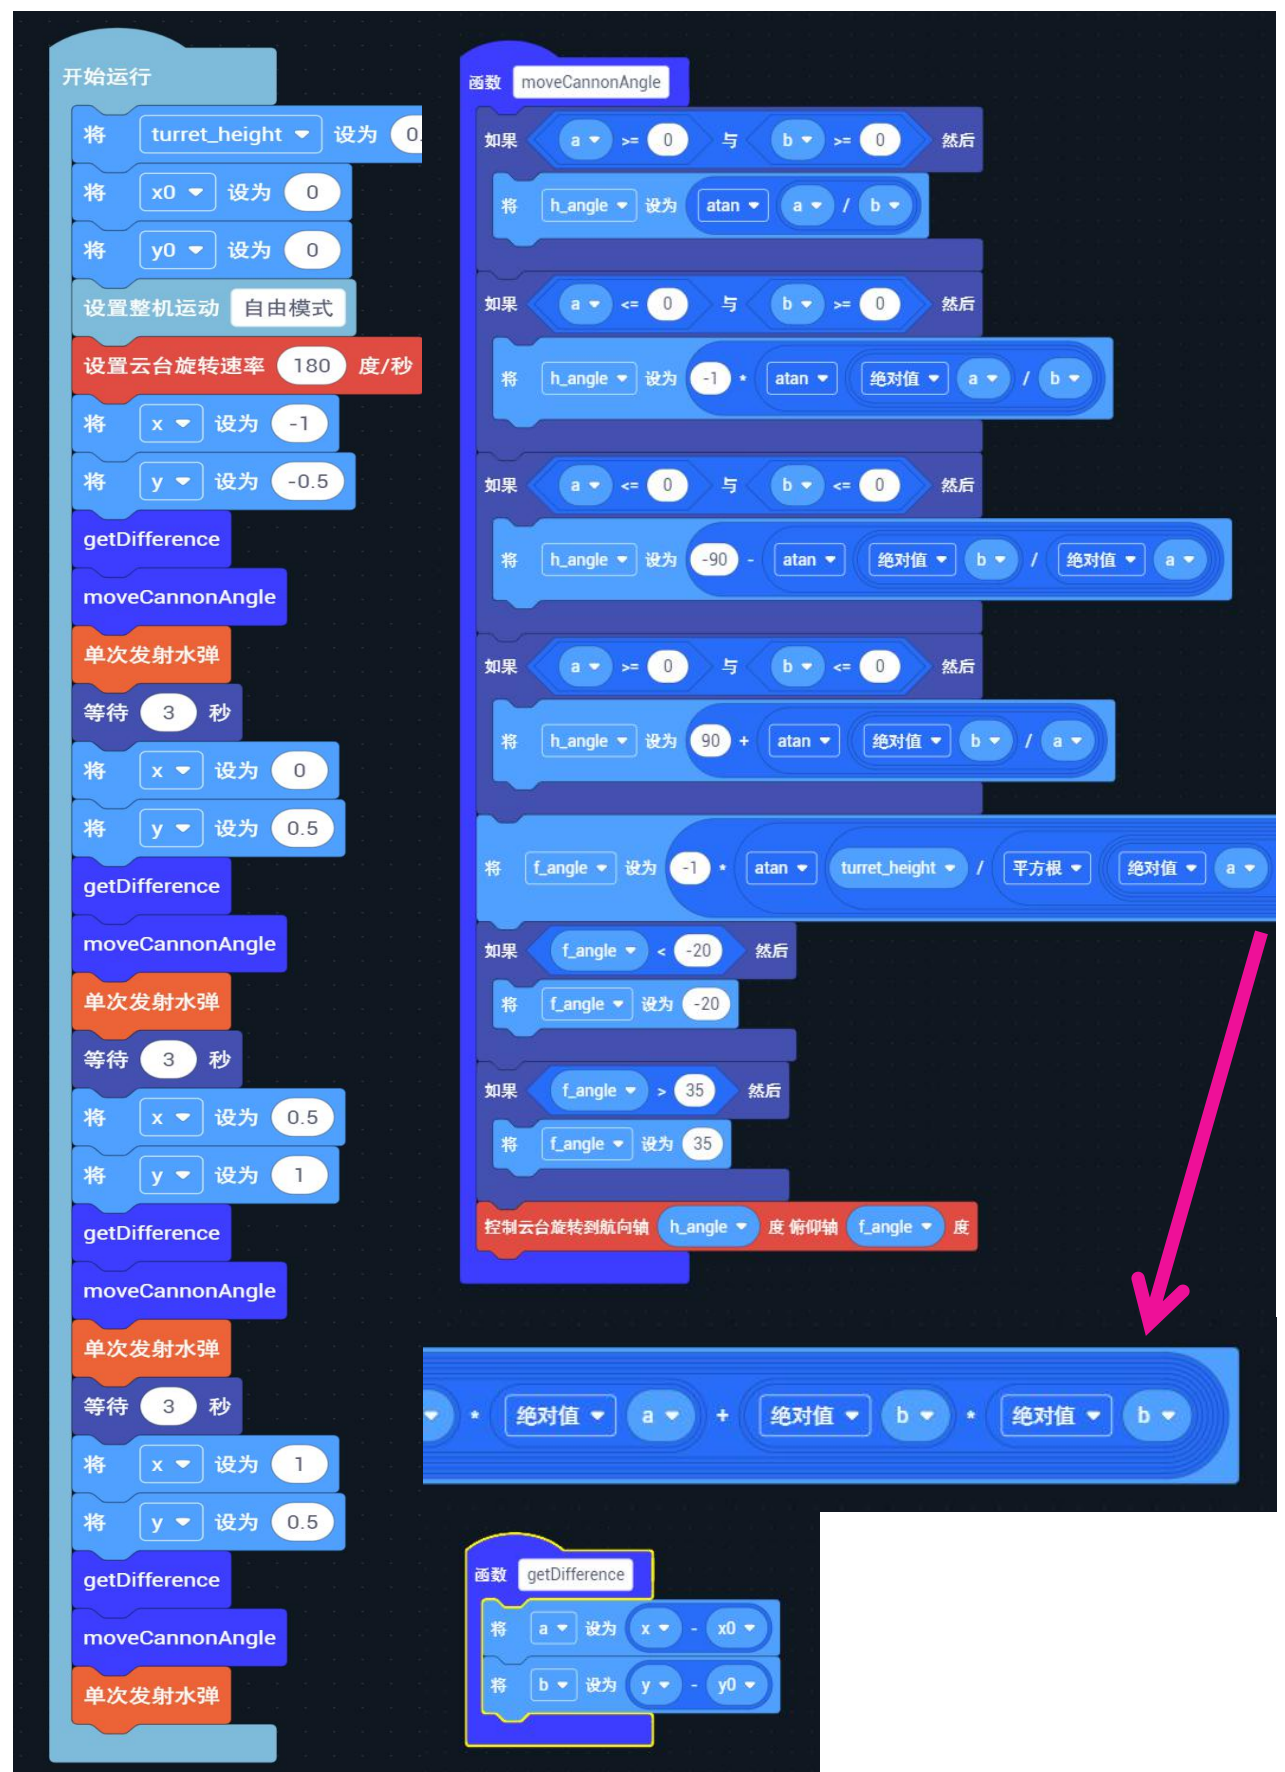 开始运行
将 turret_height 设为 0.
将 x0 设为 0
将 y0 设为 0
设置整机运动 自由模式
设置云台旋转速率 180 度/秒
将 x 设为 -1
将 y 设为 -0.5
getDifference
moveCannonAngle
单次发射水弹
等待 3 秒
将 x 设为 0
将 y 设为 0.5
getDifference
moveCannonAngle
单次发射水弹
等待 3 秒
将 x 设为 0.5
将 y 设为 1
getDifference
moveCannonAngle
单次发射水弹
等待 3 秒
将 x 设为 1
将 y 设为 0.5
getDifference
moveCannonAngle
单次发射水弹
函数 moveCannonAngle
如果 a >= 0 与 b >= 0 然后
将 h_angle 设为 atan a / b
如果 a <= 0 与 b >= 0 然后
将 h_angle 设为 -1 * atan 绝对值 a / b
如果 a <= 0 与 b <= 0 然后
将 h_angle 设为 -90 - atan 绝对值 b / 绝对值 a
如果 a >= 0 与 b <= 0 然后
将 h_angle 设为 90 + atan 绝对值 b / a
将 f_angle 设为 -1 * atan turret_height / 平方根 绝对值 a
如果 f_angle < -20 然后
将 f_angle 设为 -20
如果 f_angle > 35 然后
将 f_angle 设为 35
控制云台旋转到航向轴 h_angle 度 俯仰轴 f_angle 度
* 绝对值 a + 绝对值 b * 绝对值 b
函数 getDifference
将 a 设为 x - x0
将 b 设为 y - y0